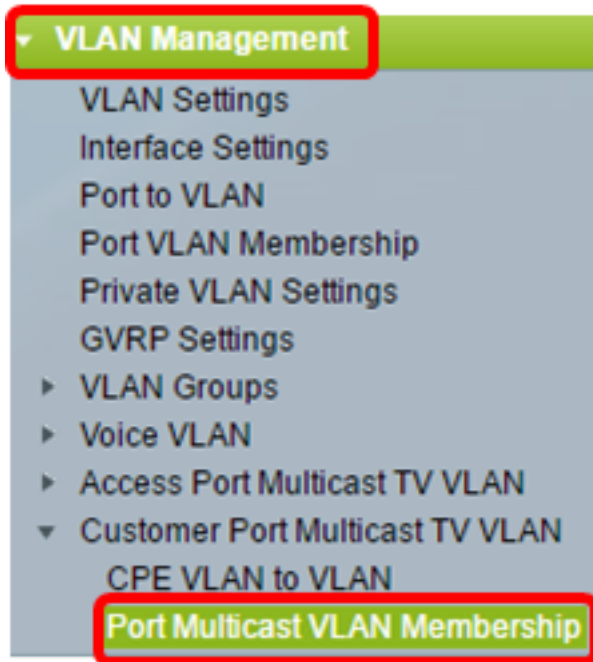 VLAN Management
VLAN Settings
Interface Settings
Port to VLAN
Port VLAN Membership
Private VLAN Settings
GVRP Settings
VLAN Groups
Voice VLAN
Access Port Multicast TV VLAN
Customer Port Multicast TV VLAN
CPE VLAN to VLAN
Port Multicast VLAN Membership